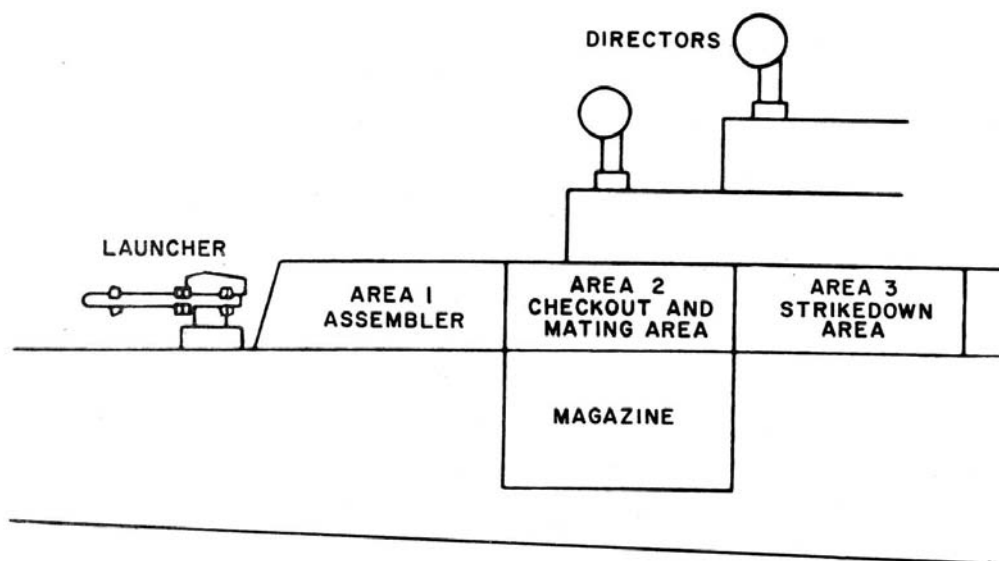 DIRECTORS
LAUNCHER
AREA 1
ASSEMBLER
AREA 2
CHECKOUT AND
MATING AREA
AREA 3
STRIKEDOWN
AREA
MAGAZINE